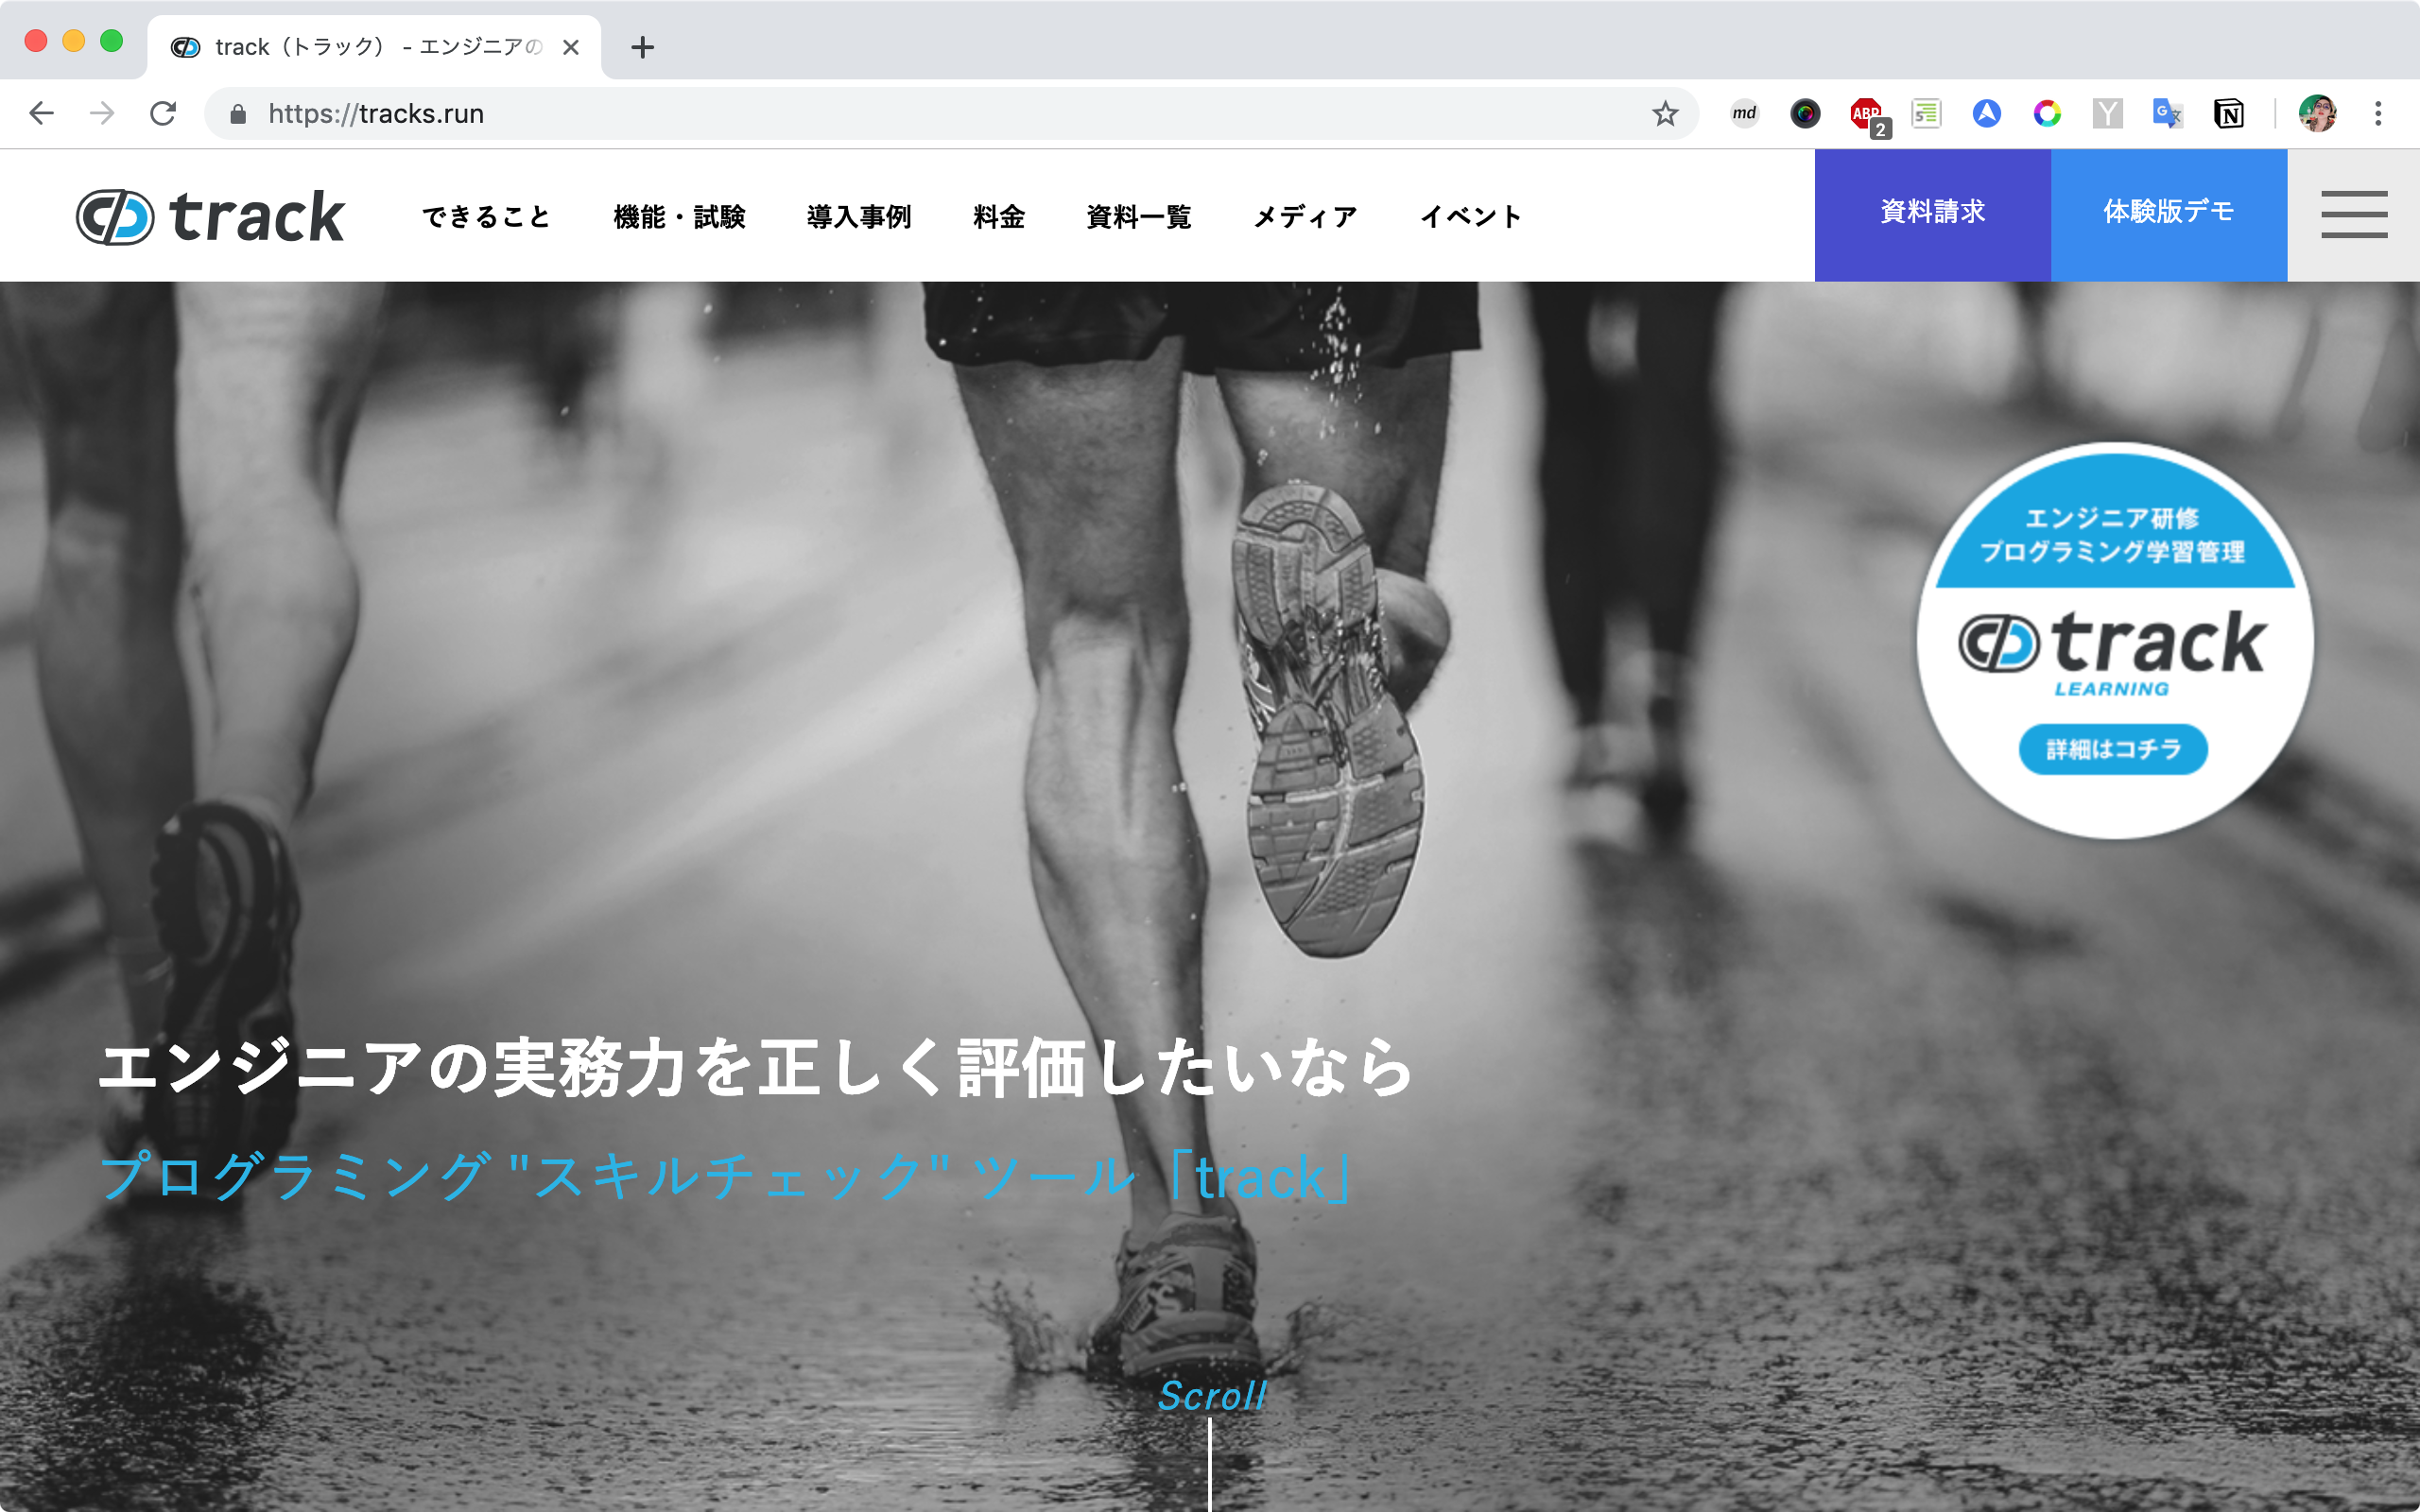 track（トラック） - エンジニアの
https://tracks.run
md
ABP
2
track
できること
機能・試験
導入事例
料金
資料一覧
メディア
イベント
資料請求
体験版デモ
エンジニア研修
プログラミング学習管理
track
LEARNING
詳細はコチラ
エンジニアの実務力を正しく評価したいなら
プログラミング "スキルチェック" ツール「track」
Scroll